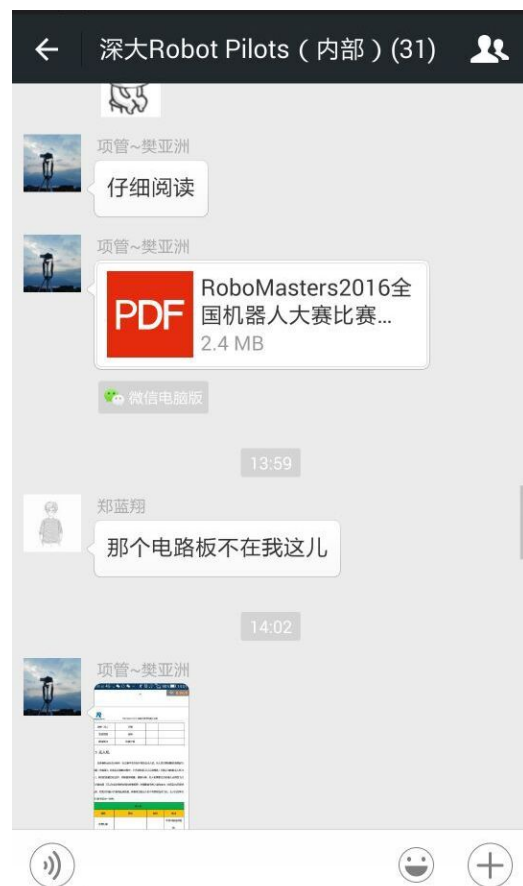 深大Robot Pilots（内部）(31)
项管~樊亚洲
仔细阅读
项管~樊亚洲
PDF
RoboMasters2016全
国机器人大赛比赛...
2.4 MB
微信电脑版
13:59
郑蓝翔
那个电路板不在我这儿
14:02
项管~樊亚洲